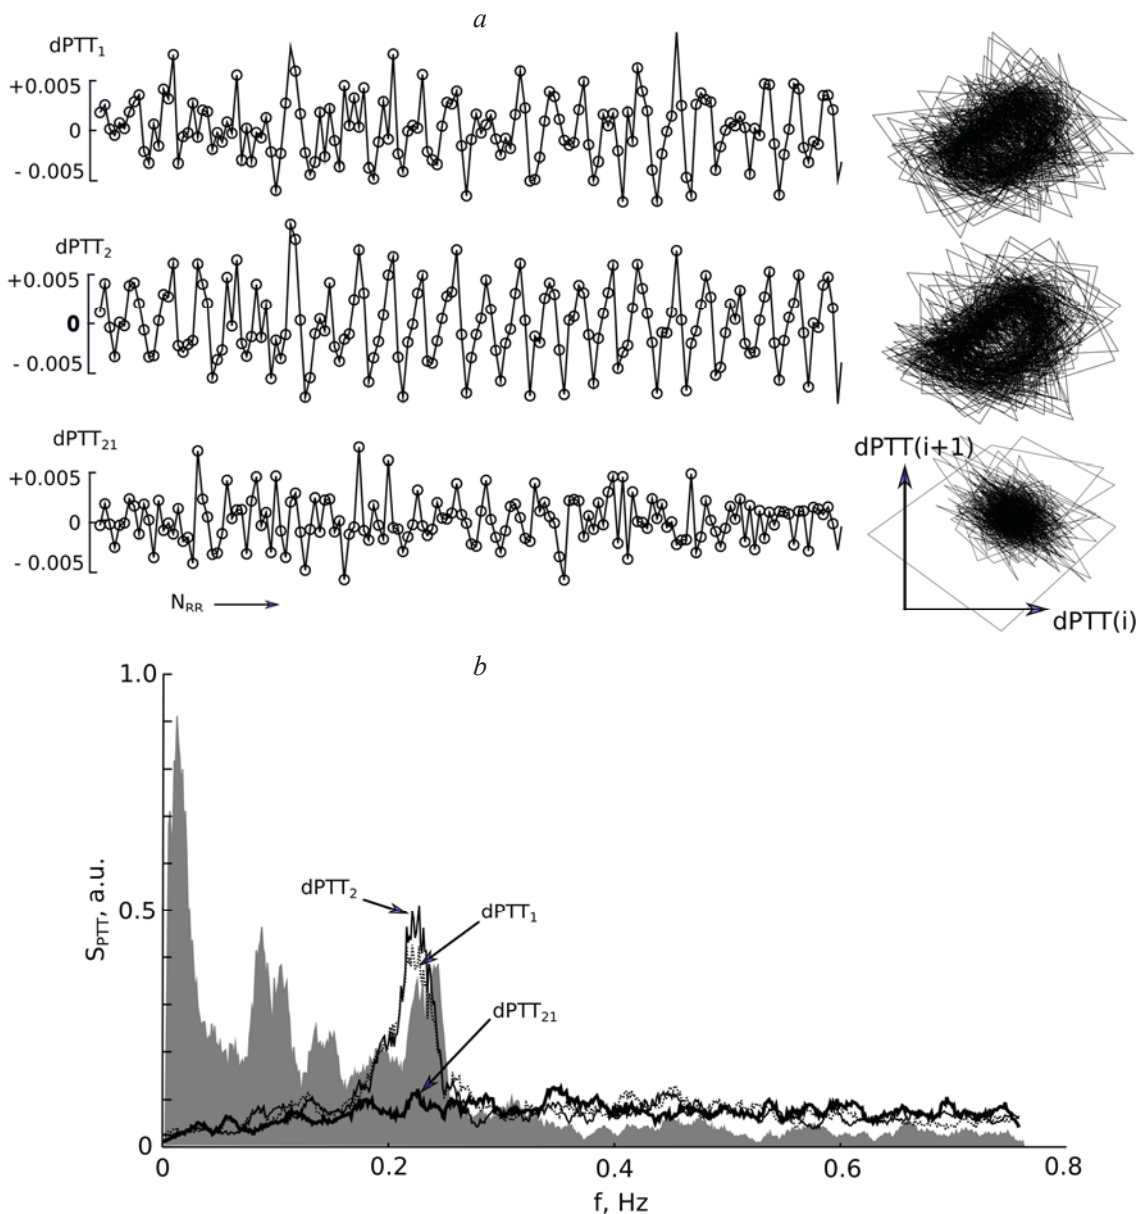 a
dPTT1
+0.005
0
- 0.005
dPTT2
+0.005
0
- 0.005
dPTT21
+0.005
0
- 0.005
NRR
dPTT(i+1)
dPTT(i)
b
1.0
0.5
0
SPTT, a.u.
dPTT2
dPTT1
dPTT21
0 0.2 0.4 0.6 0.8
f, Hz